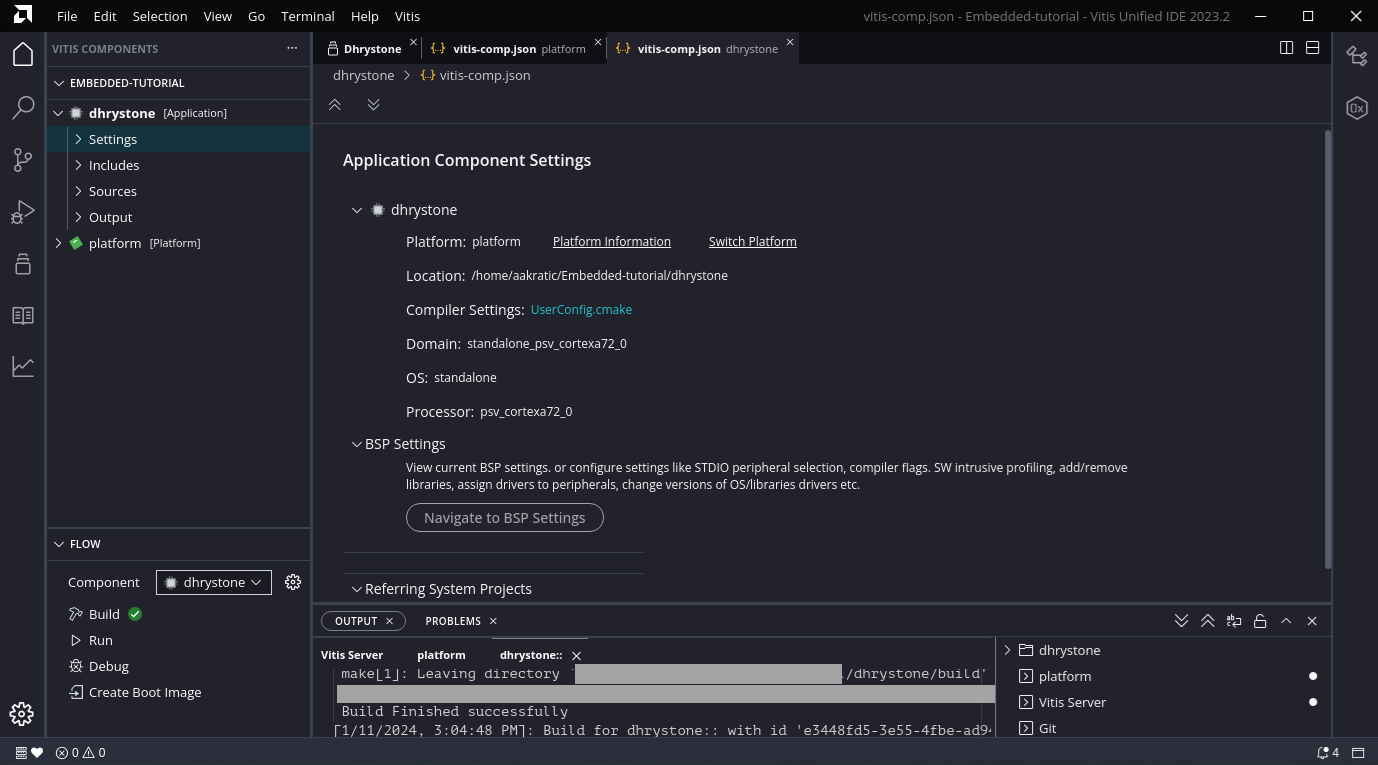 File Edit Selection View Go Terminal Help Vitis
vitis-comp.json - Embedded-tutorial - Vitis Unified IDE 2023.2
VITIS COMPONENTS
EMBEDDED-TUTORIAL
dhrystone [Application]
Settings
Includes
Sources
Output
platform [Platform]
FLOW
Component dhrystone
Build
Run
Debug
Create Boot Image
Dhrystone
{..} vitis-comp.json platform
{..} vitis-comp.json dhrystone
dhrystone > {..} vitis-comp.json
Application Component Settings
dhrystone
Platform: platform Platform Information Switch Platform
Location: /home/aakratic/Embedded-tutorial/dhrystone
Compiler Settings: UserConfig.cmake
Domain: standalone_psv_cortexa72_0
OS: standalone
Processor: psv_cortexa72_0
BSP Settings
View current BSP settings. or configure settings like STDIO peripheral selection, compiler flags. SW intrusive profiling, add/remove
libraries, assign drivers to peripherals, change versions of OS/libraries drivers etc.
Navigate to BSP Settings
Referring System Projects
OUTPUT PROBLEMS
Vitis Server platform dhrystone::
make[1]: Leaving directory `/dhrystone/build'
Build Finished successfully
[1/11/2024, 3:04:48 PM]: Build for dhrystone:: with id 'e3448fd5-3e55-4fbe-ad94
dhrystone
platform
Vitis Server
Git
0x
0 0
4